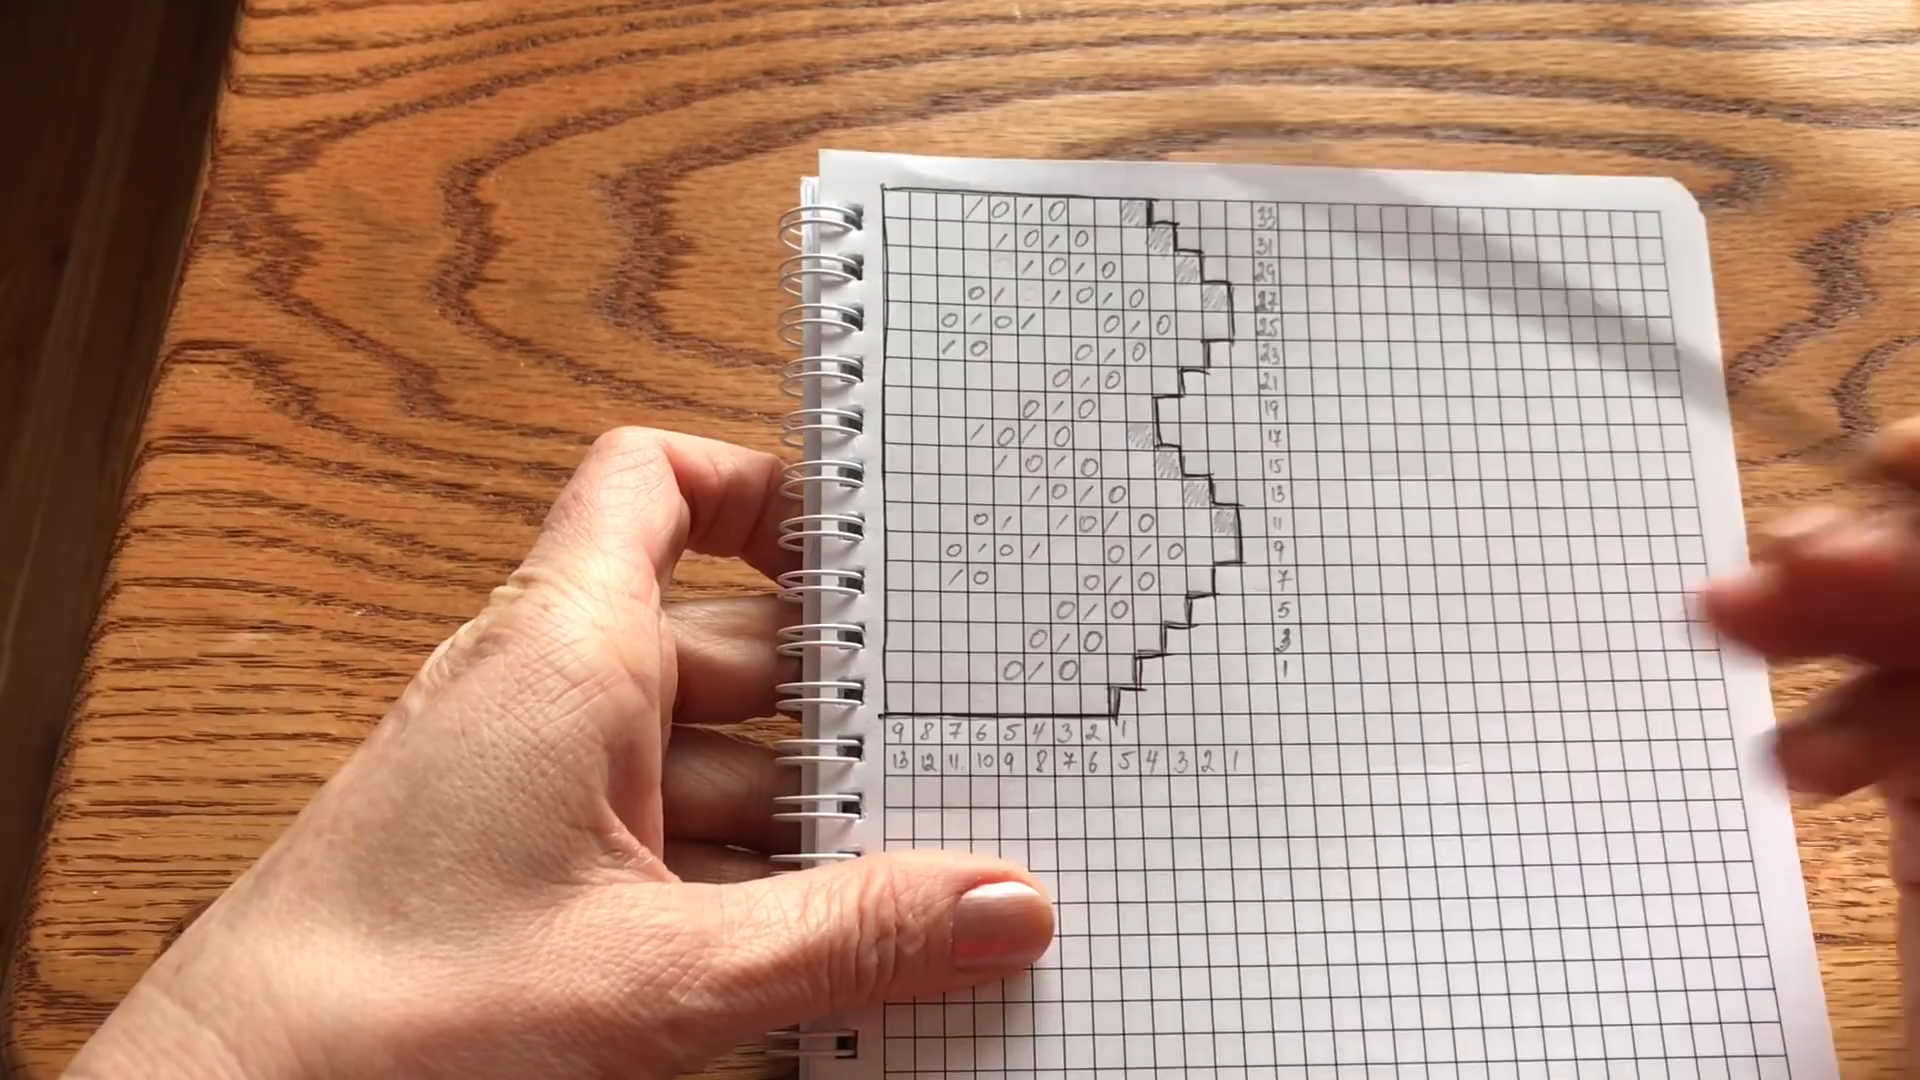 / O / O 33
/ O / O 31
/ O / O 29
O / / O / O 27
O / O / O / O 25
/ O O / O 23
O / O 21
O / O 19
/ O / O 17
/ O / O 15
/ O / O 13
O / / O / O 11
O / O / O / O 9
/ O O / O 7
O / O 5
O / O 3
O / O 1
9 8 7 6 5 4 3 2 1
13 12 11 10 9 8 7 6 5 4 3 2 1